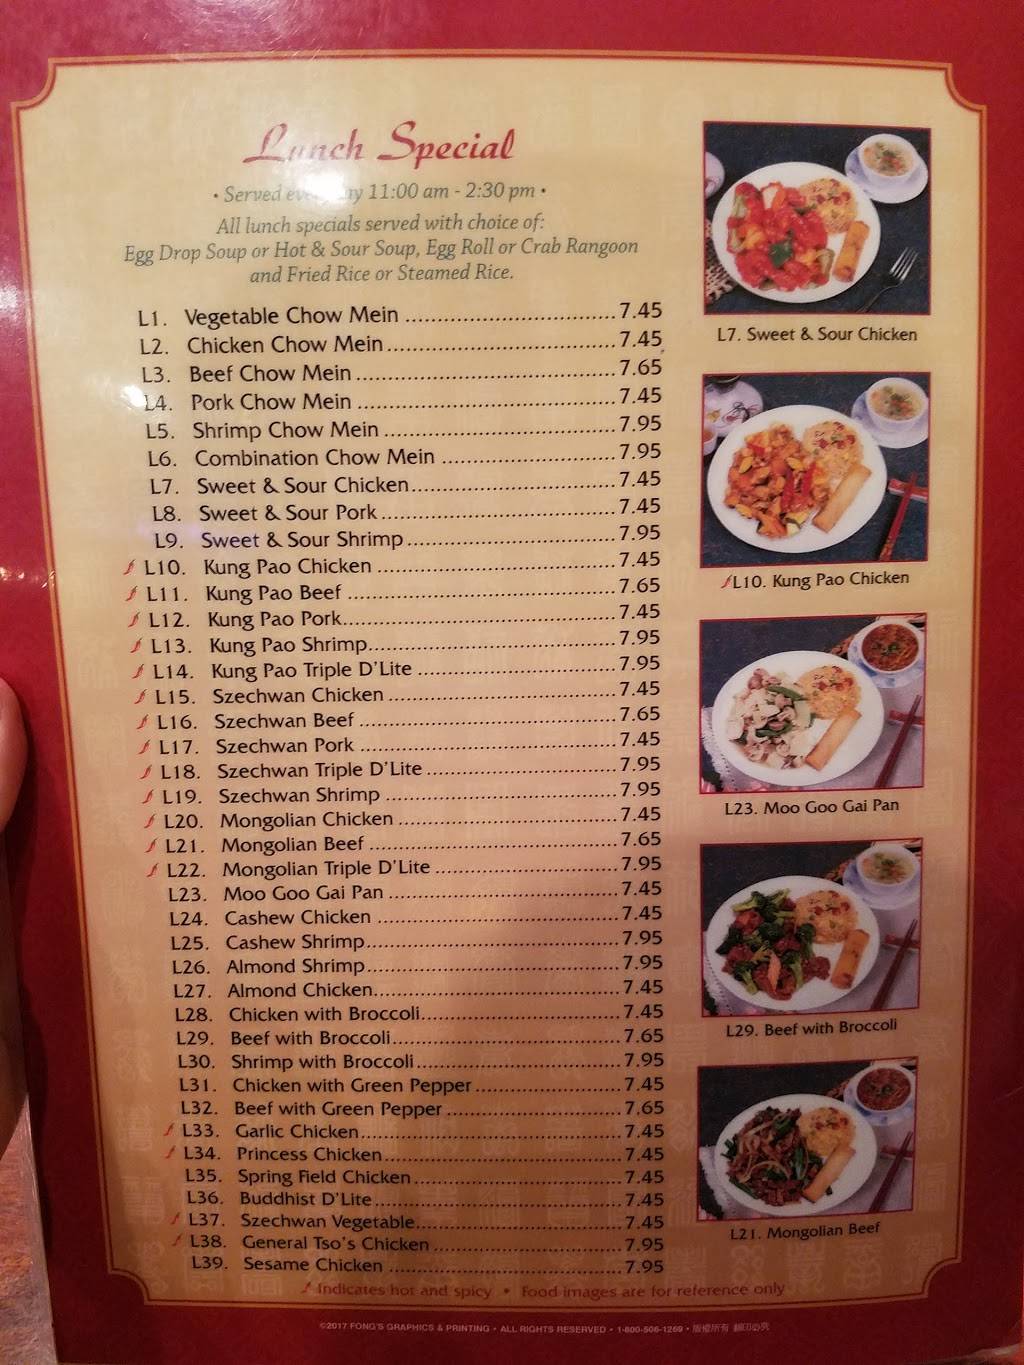 Lunch Special
• Served everyday 11:00 am - 2:30 pm •
All lunch specials served with choice of:
Egg Drop Soup or Hot & Sour Soup, Egg Roll or Crab Rangoon
and Fried Rice or Steamed Rice.
L1. Vegetable Chow Mein ................................ 7.45
L2. Chicken Chow Mein ................................ 7.45
L3. Beef Chow Mein ................................ 7.65
L4. Pork Chow Mein ................................ 7.45
L5. Shrimp Chow Mein ................................ 7.95
L6. Combination Chow Mein ................................ 7.95
L7. Sweet & Sour Chicken ................................ 7.45
L8. Sweet & Sour Pork ................................ 7.45
L9. Sweet & Sour Shrimp ................................ 7.95
L10. Kung Pao Chicken ................................ 7.45
L11. Kung Pao Beef ................................ 7.65
L12. Kung Pao Pork ................................ 7.45
L13. Kung Pao Shrimp ................................ 7.95
L14. Kung Pao Triple D'Lite ................................ 7.95
L15. Szechwan Chicken ................................ 7.45
L16. Szechwan Beef ................................ 7.65
L17. Szechwan Pork ................................ 7.45
L18. Szechwan Triple D'Lite ................................ 7.95
L19. Szechwan Shrimp ................................ 7.95
L20. Mongolian Chicken ................................ 7.45
L21. Mongolian Beef ................................ 7.65
L22. Mongolian Triple D'Lite ................................ 7.95
L23. Moo Goo Gai Pan ................................ 7.45
L24. Cashew Chicken ................................ 7.45
L25. Cashew Shrimp ................................ 7.95
L26. Almond Shrimp ................................ 7.95
L27. Almond Chicken ................................ 7.45
L28. Chicken with Broccoli ................................ 7.45
L29. Beef with Broccoli ................................ 7.65
L30. Shrimp with Broccoli ................................ 7.95
L31. Chicken with Green Pepper ................................ 7.45
L32. Beef with Green Pepper ................................ 7.65
L33. Garlic Chicken ................................ 7.45
L34. Princess Chicken ................................ 7.45
L35. Spring Field Chicken ................................ 7.45
L36. Buddhist D'Lite ................................ 7.45
L37. Szechwan Vegetable ................................ 7.45
L38. General Tso's Chicken ................................ 7.95
L39. Sesame Chicken ................................ 7.95
Indicates hot and spicy • Food images are for reference only
L7. Sweet & Sour Chicken
L10. Kung Pao Chicken
L23. Moo Goo Gai Pan
L29. Beef with Broccoli
L21. Mongolian Beef
©2017 FONG'S GRAPHICS & PRINTING • ALL RIGHTS RESERVED • 1-800-506-1269 • 版權所有 翻印必究